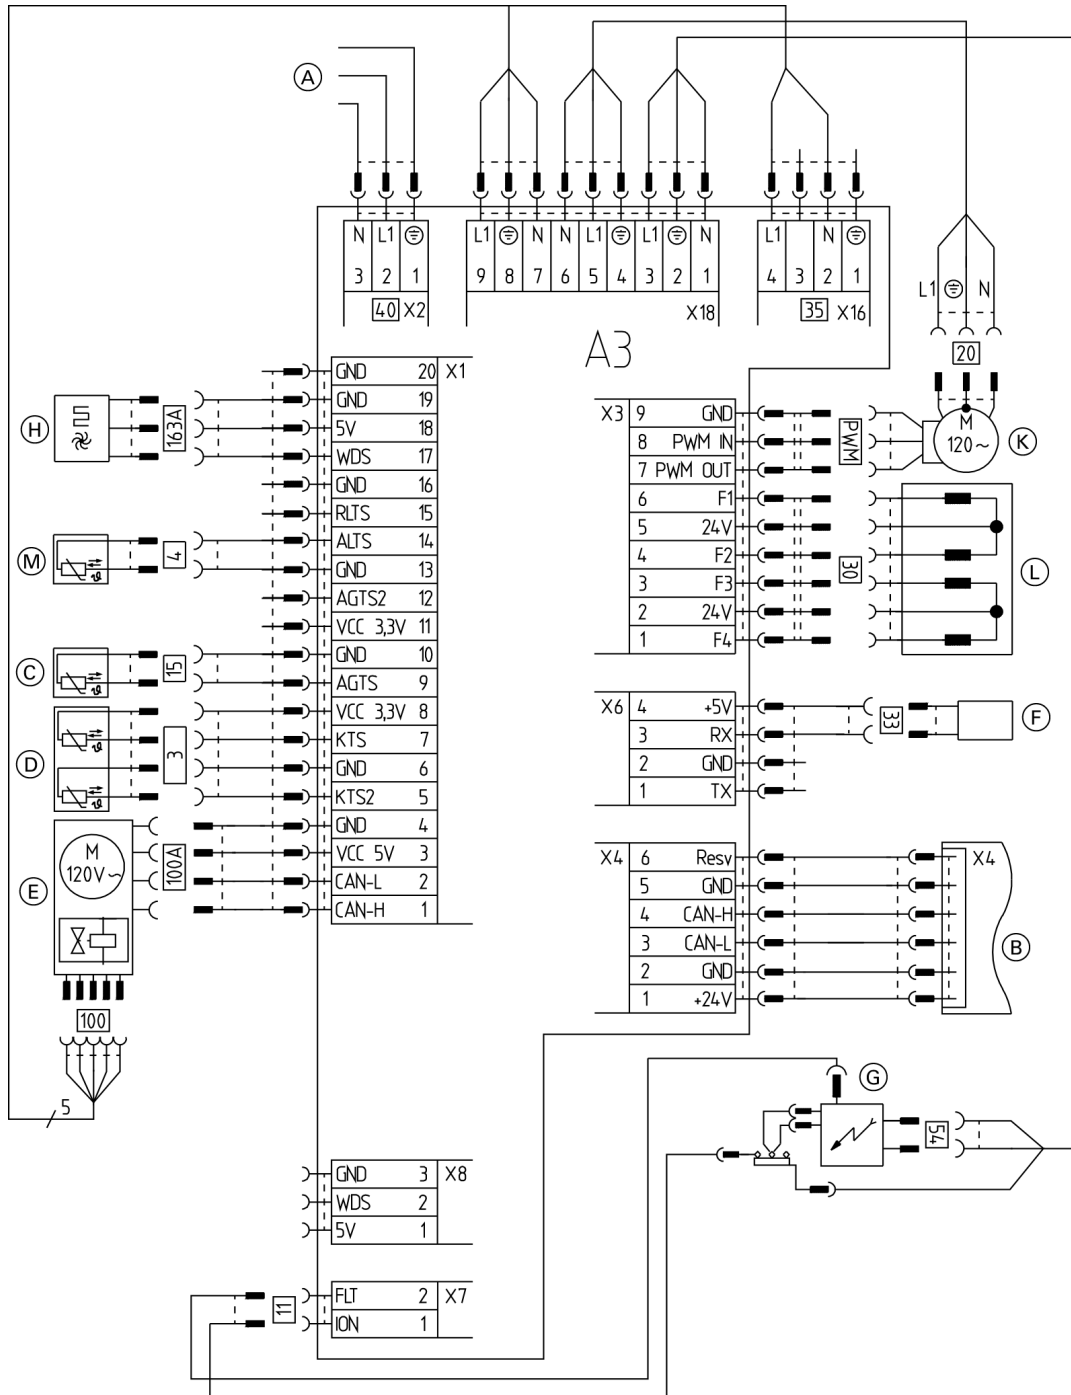 A
N L1
3 2 1
40 X2
L1 N N L1 L1 N
9 8 7 6 5 4 3 2 1
X18
L1 N
4 3 2 1
35 X16
L1 N
20
A3
GND 20 X1
GND 19
5V 18
WDS 17
GND 16
RLTS 15
ALTS 14
GND 13
AGTS2 12
VCC 3,3V 11
GND 10
AGTS 9
VCC 3,3V 8
KTS 7
GND 6
KTS2 5
GND 4
VCC 5V 3
CAN-L 2
CAN-H 1
H
163A
M
ϑ
4
C
ϑ
15
D
ϑ
ϑ
3
E
M
120V~
100A
100
5
X3 9 GND
8 PWM IN
7 PWM OUT
6 F1
5 24V
4 F2
3 F3
2 24V
1 F4
PWM
M
120~
K
30
L
X6 4 +5V
3 RX
2 GND
1 TX
33
F
X4 6 Resv
5 GND
4 CAN-H
3 CAN-L
2 GND
1 +24V
X4
B
G
54
GND 3 X8
WDS 2
5V 1
FLT 2 X7
ION 1
11